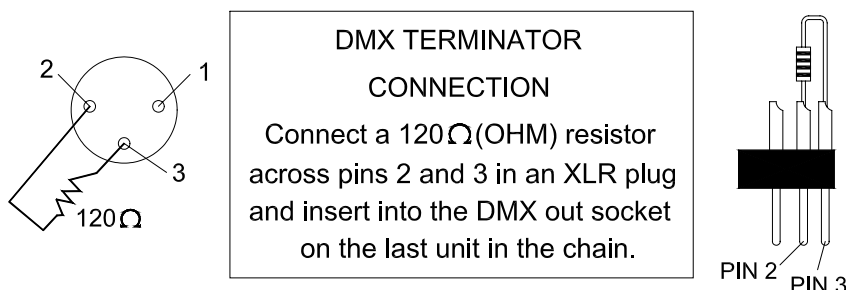 2
1
3
120Ω
DMX TERMINATOR
CONNECTION
Connect a 120Ω(OHM) resistor
across pins 2 and 3 in an XLR plug
and insert into the DMX out socket
on the last unit in the chain.
PIN 2
PIN 3